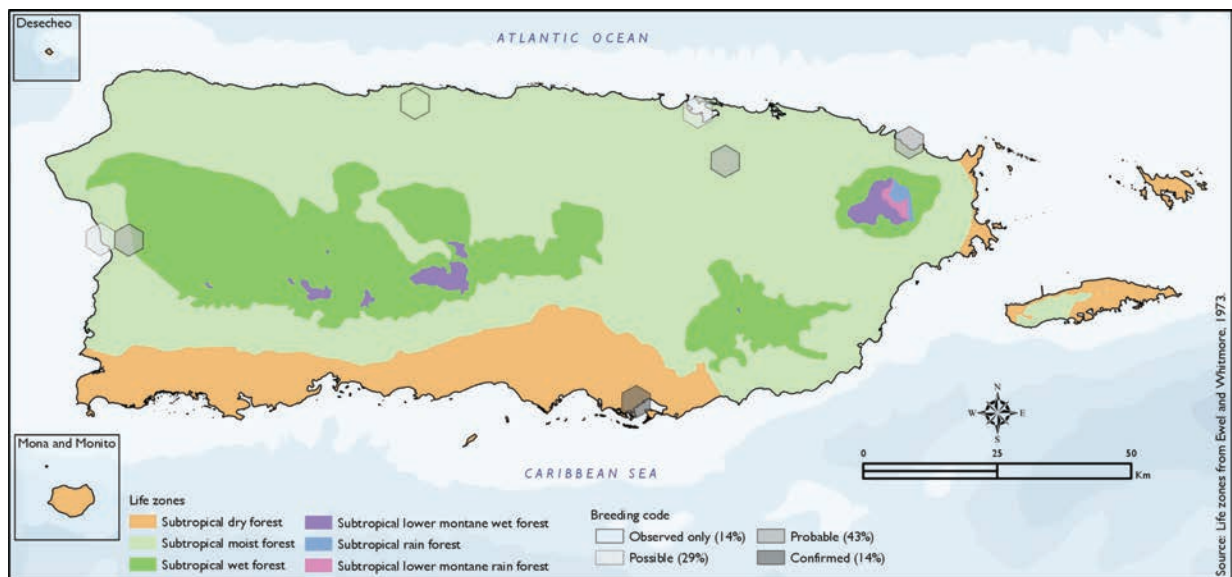 Desecheo
ATLANTIC OCEAN
N
W
E
S
Mona and Monito
CARIBBEAN SEA
0
25
50
Km
Life zones
Subtropical dry forest
Subtropical moist forest
Subtropical wet forest
Subtropical lower montane wet forest
Subtropical rain forest
Subtropical lower montane rain forest
Breeding code
Observed only (14%)
Possible (29%)
Probable (43%)
Confirmed (14%)
Source: Life zones from Ewel and Whitmore, 1973.